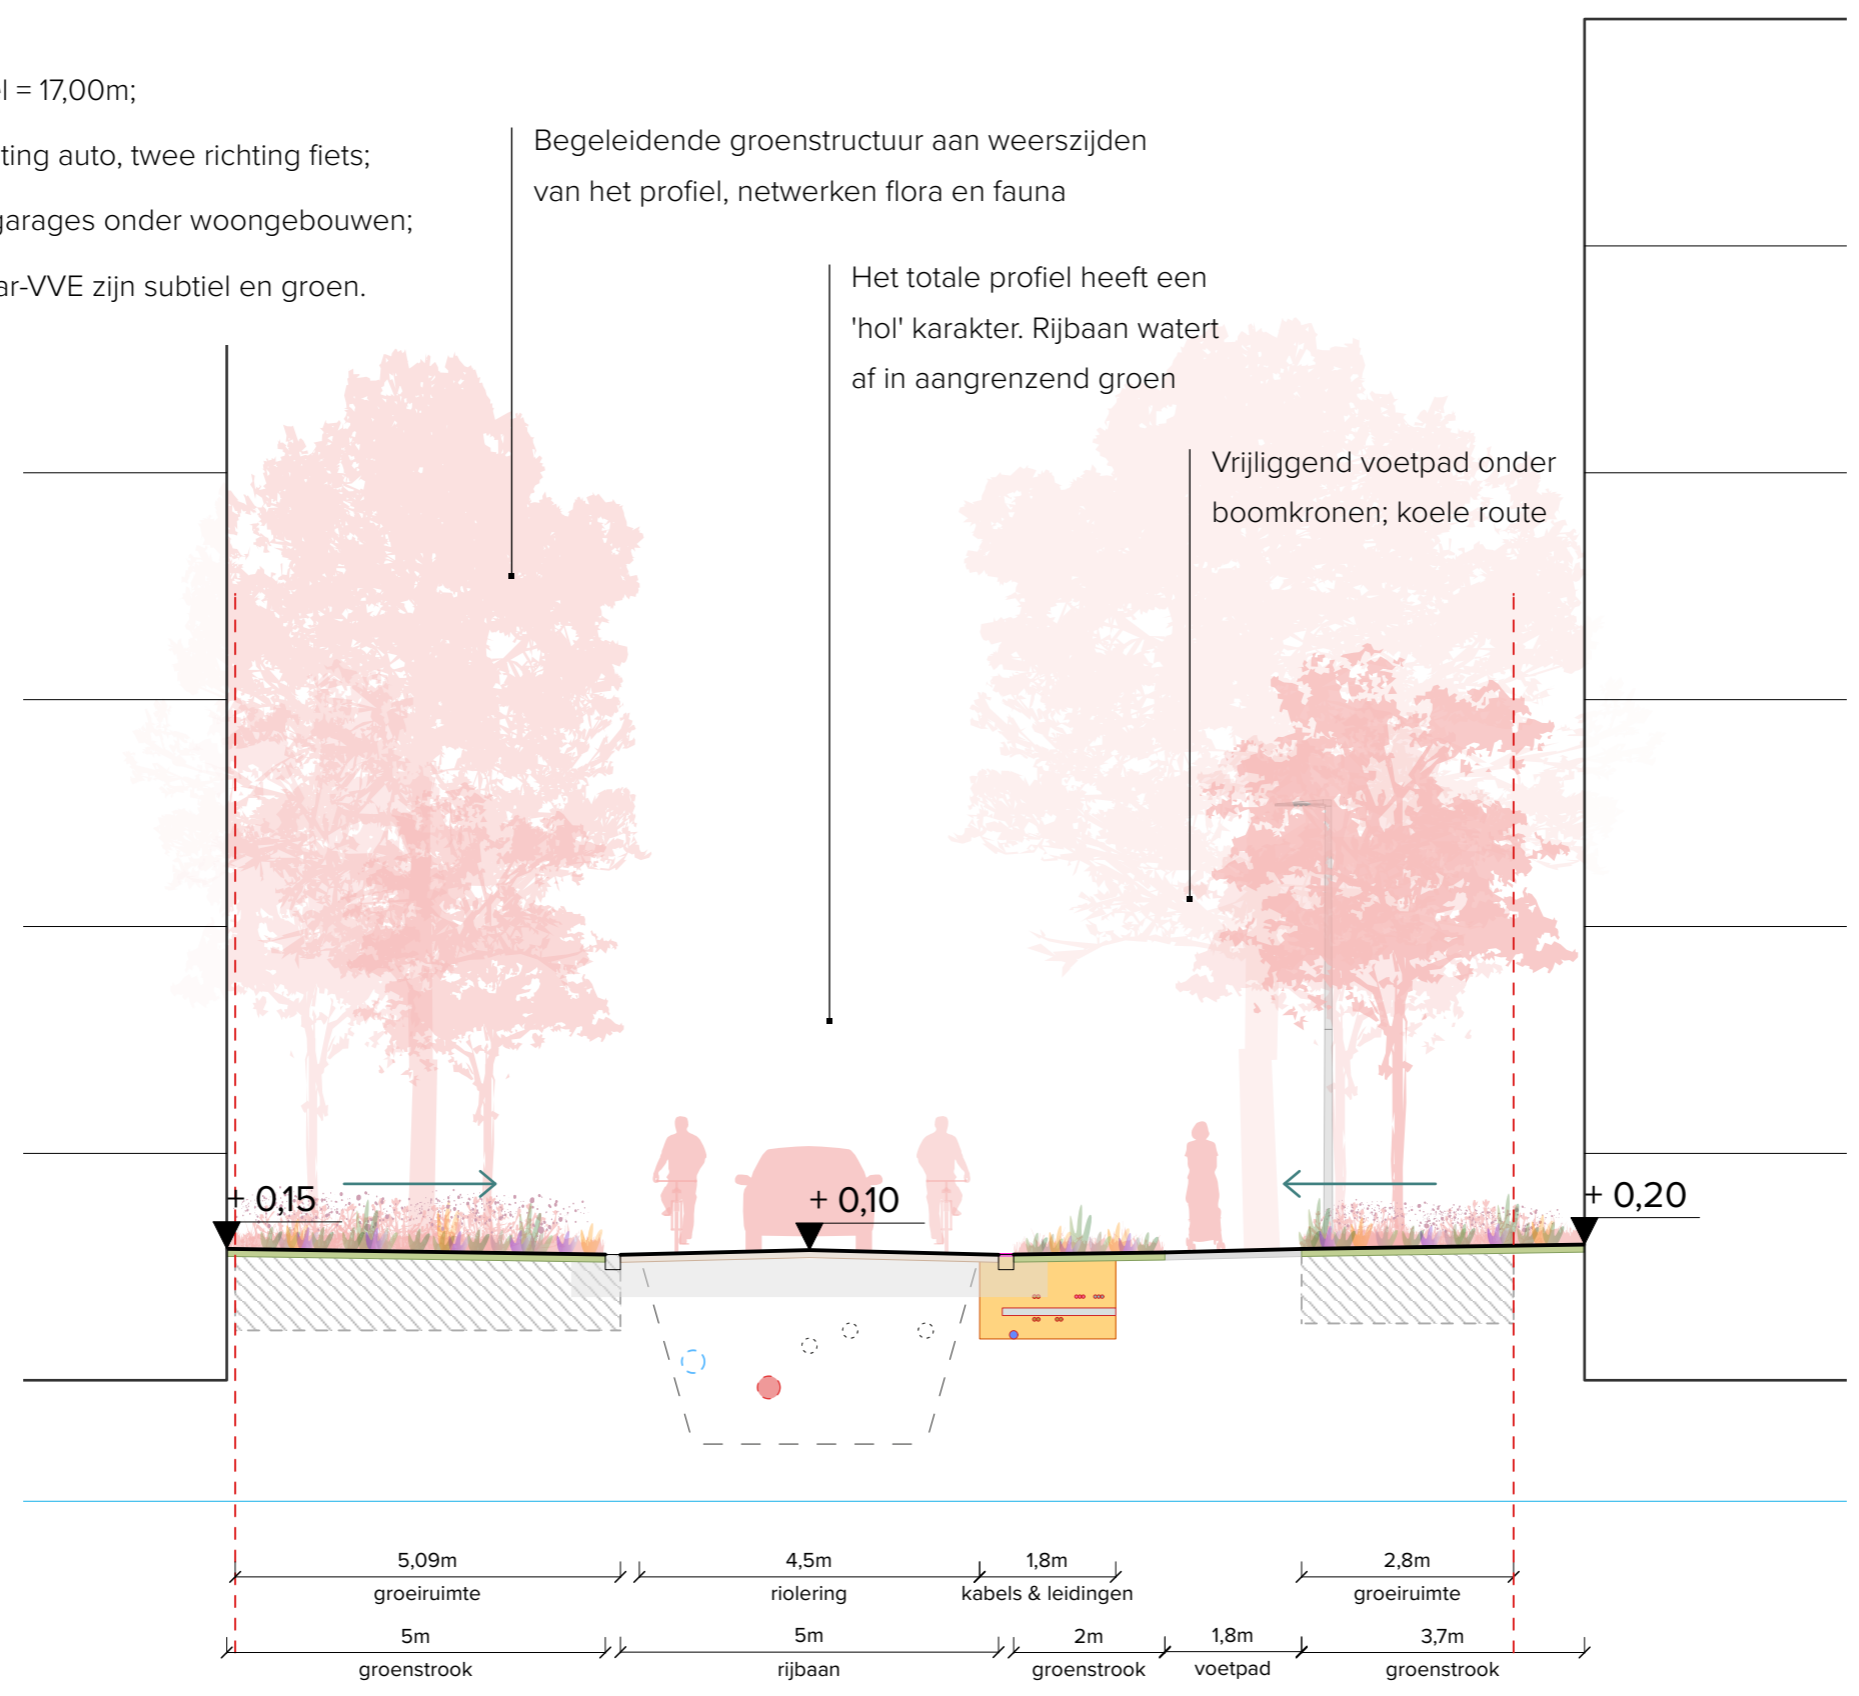 = 17,00m;
auto, twee richting fiets;
garages onder woongebouwen;
zijn subtiel en groen.
Begeleidende groenstructuur aan weerszijden
van het profiel, netwerken flora en fauna
Het totale profiel heeft een
'hol' karakter. Rijbaan watert
af in aangrenzend groen
Vrijliggend voetpad onder
boomkronen; koele route
+ 0,15
+ 0,10
+ 0,20
5,09m
4,5m
1,8m
2,8m
groeiruimte
riolering
kabels & leidingen
groeiruimte
5m
5m
2m
1,8m
3,7m
groenstrook
rijbaan
groenstrook
voetpad
groenstrook